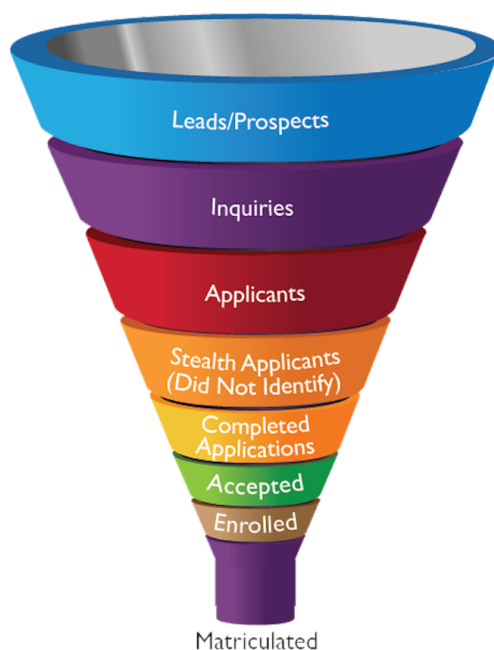 Leads/Prospects
Inquiries
Applicants
Stealth Applicants
(Did Not Identify)
Completed
Applications
Accepted
Enrolled
Matriculated